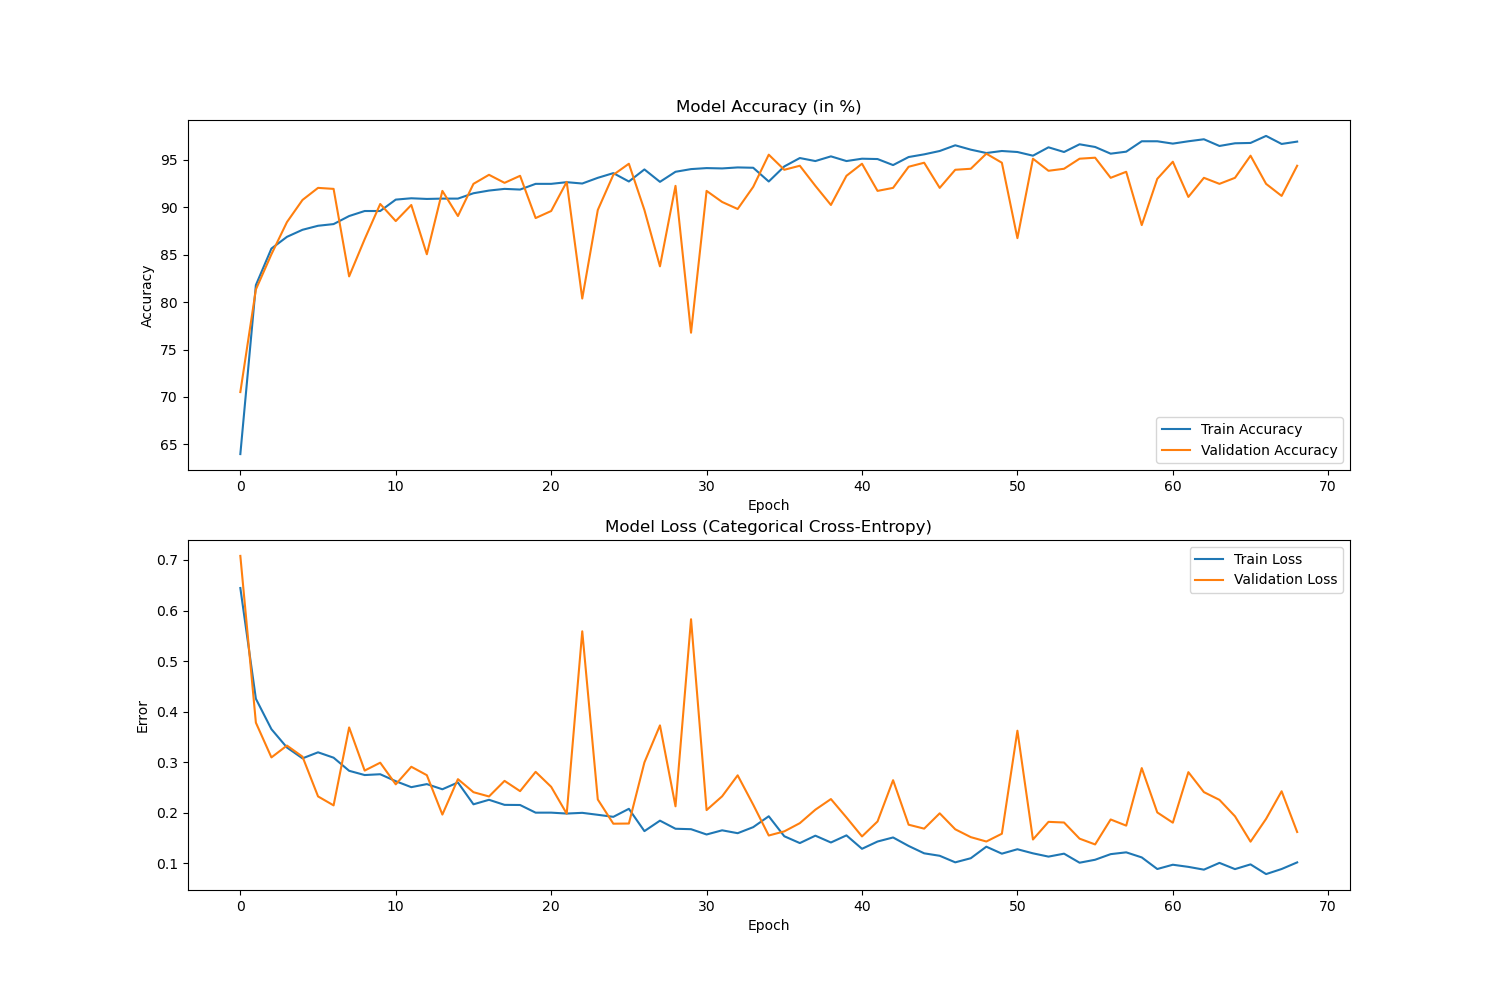 Model Accuracy (in %)
Accuracy
95
90
85
80
75
70
65
Train Accuracy
Validation Accuracy
0 10 20 30 40 50 60 70
Epoch
Model Loss (Categorical Cross-Entropy)
Error
0.7
0.6
0.5
0.4
0.3
0.2
0.1
Train Loss
Validation Loss
0 10 20 30 40 50 60 70
Epoch